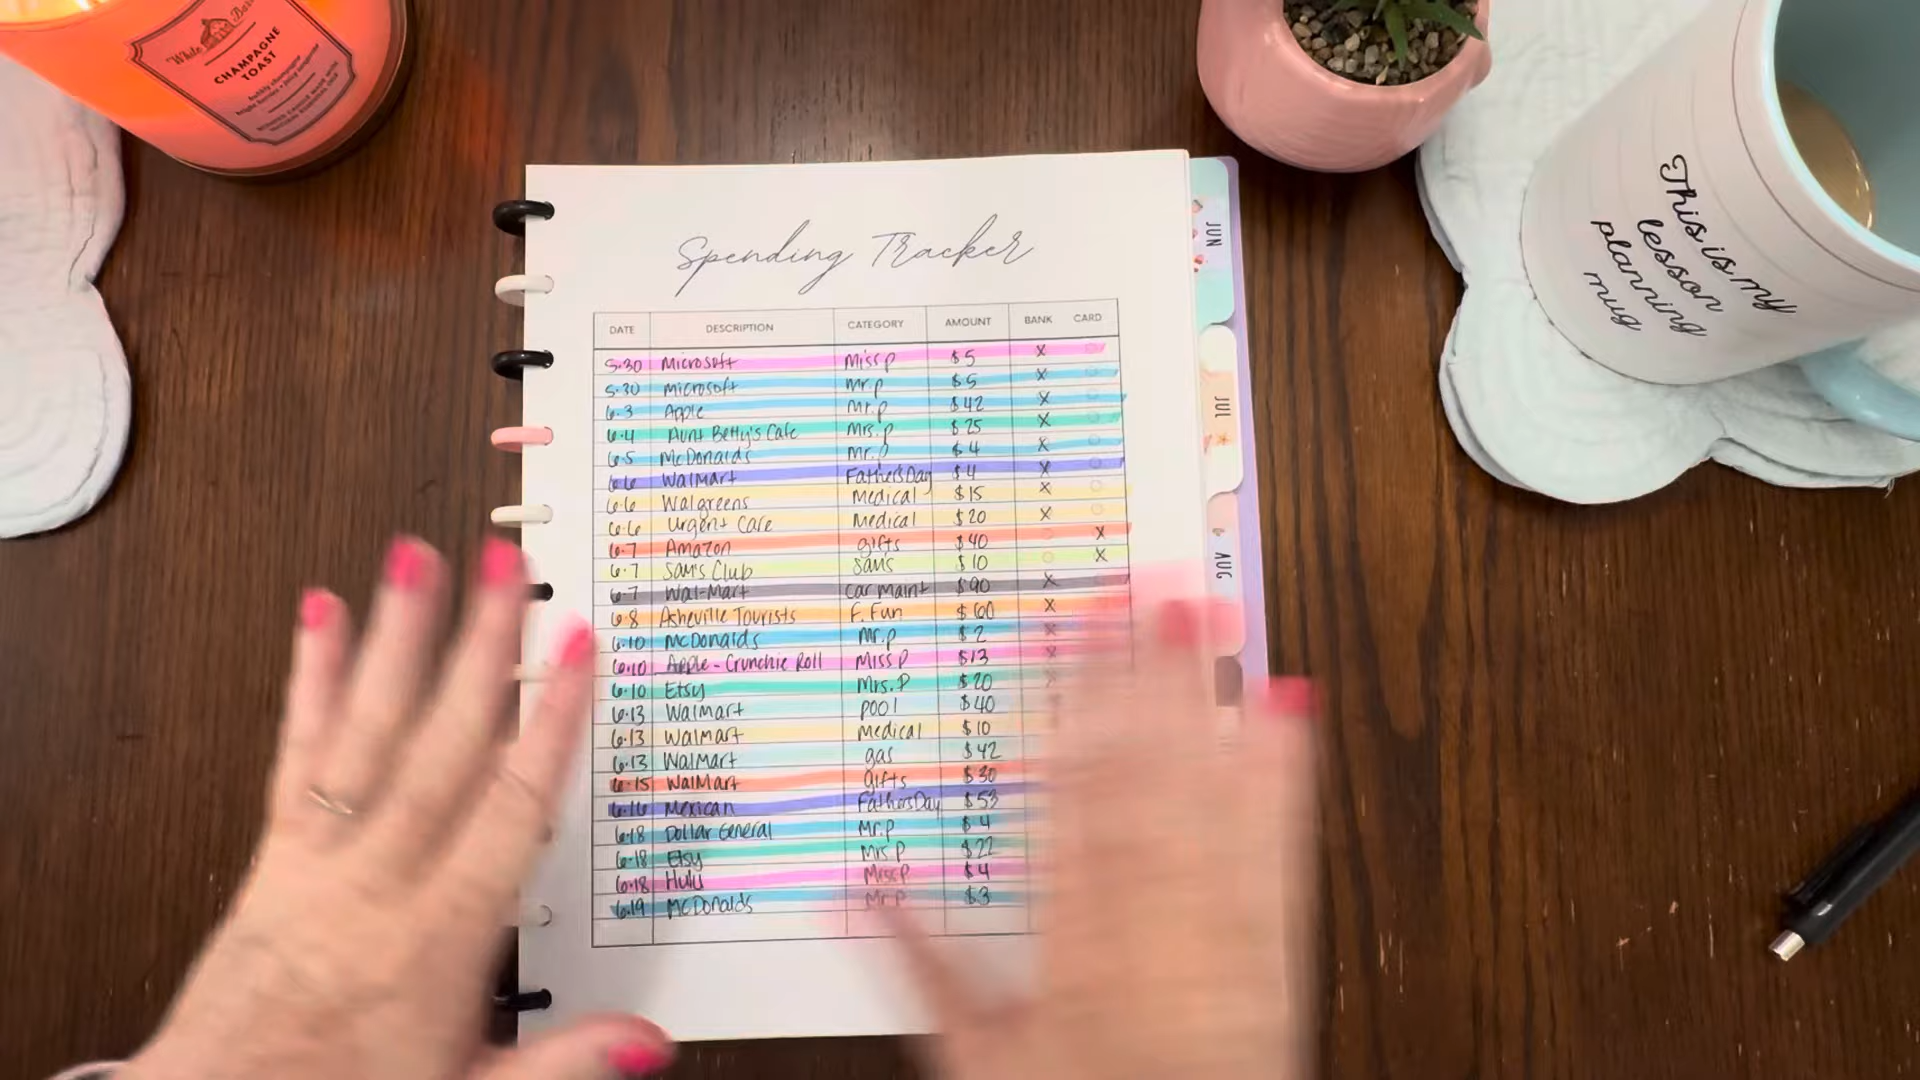 White Barn
CHAMPAGNE
TOAST
JUN
JUL
AUG
This is my
lesson
planning
mug
Spending Tracker
DATE DESCRIPTION CATEGORY AMOUNT BANK CARD
5.30 Microsoft Miss p $5 X
5.30 Microsoft Mr.p $5 X
6.3 Apple Mr.p $42 X
6.4 Aunt Betty's Cafe Mrs.p $25 X
6.5 McDonalds Mr.p $4 X
6.6 Walmart FathersDay $4 X
6.6 Walgreens Medical $15 X
6.6 Urgent Care Medical $20 X
6.7 Amazon gifts $40 X
6.7 Sam's Club Sam's $10 X
6.7 Wal-Mart Car maint $90 X
6.8 Asheville Tourists F. Fun $60 X
6.10 McDonalds Mr.p $2 X
6.10 Apple - Crunchie Roll Miss P $13 X
6.10 Etsy Mrs. P $20 X
6.13 Walmart pool $40
6.13 Walmart Medical $10
6.13 Walmart gas $42
6.15 Walmart gifts $30
6.16 Mexican FathersDay $53
6.18 Dollar General Mr.P $4
6.18 Etsy Mrs P $22
6.18 Hulu Miss P $4
6.19 McDonalds Mr.P $3